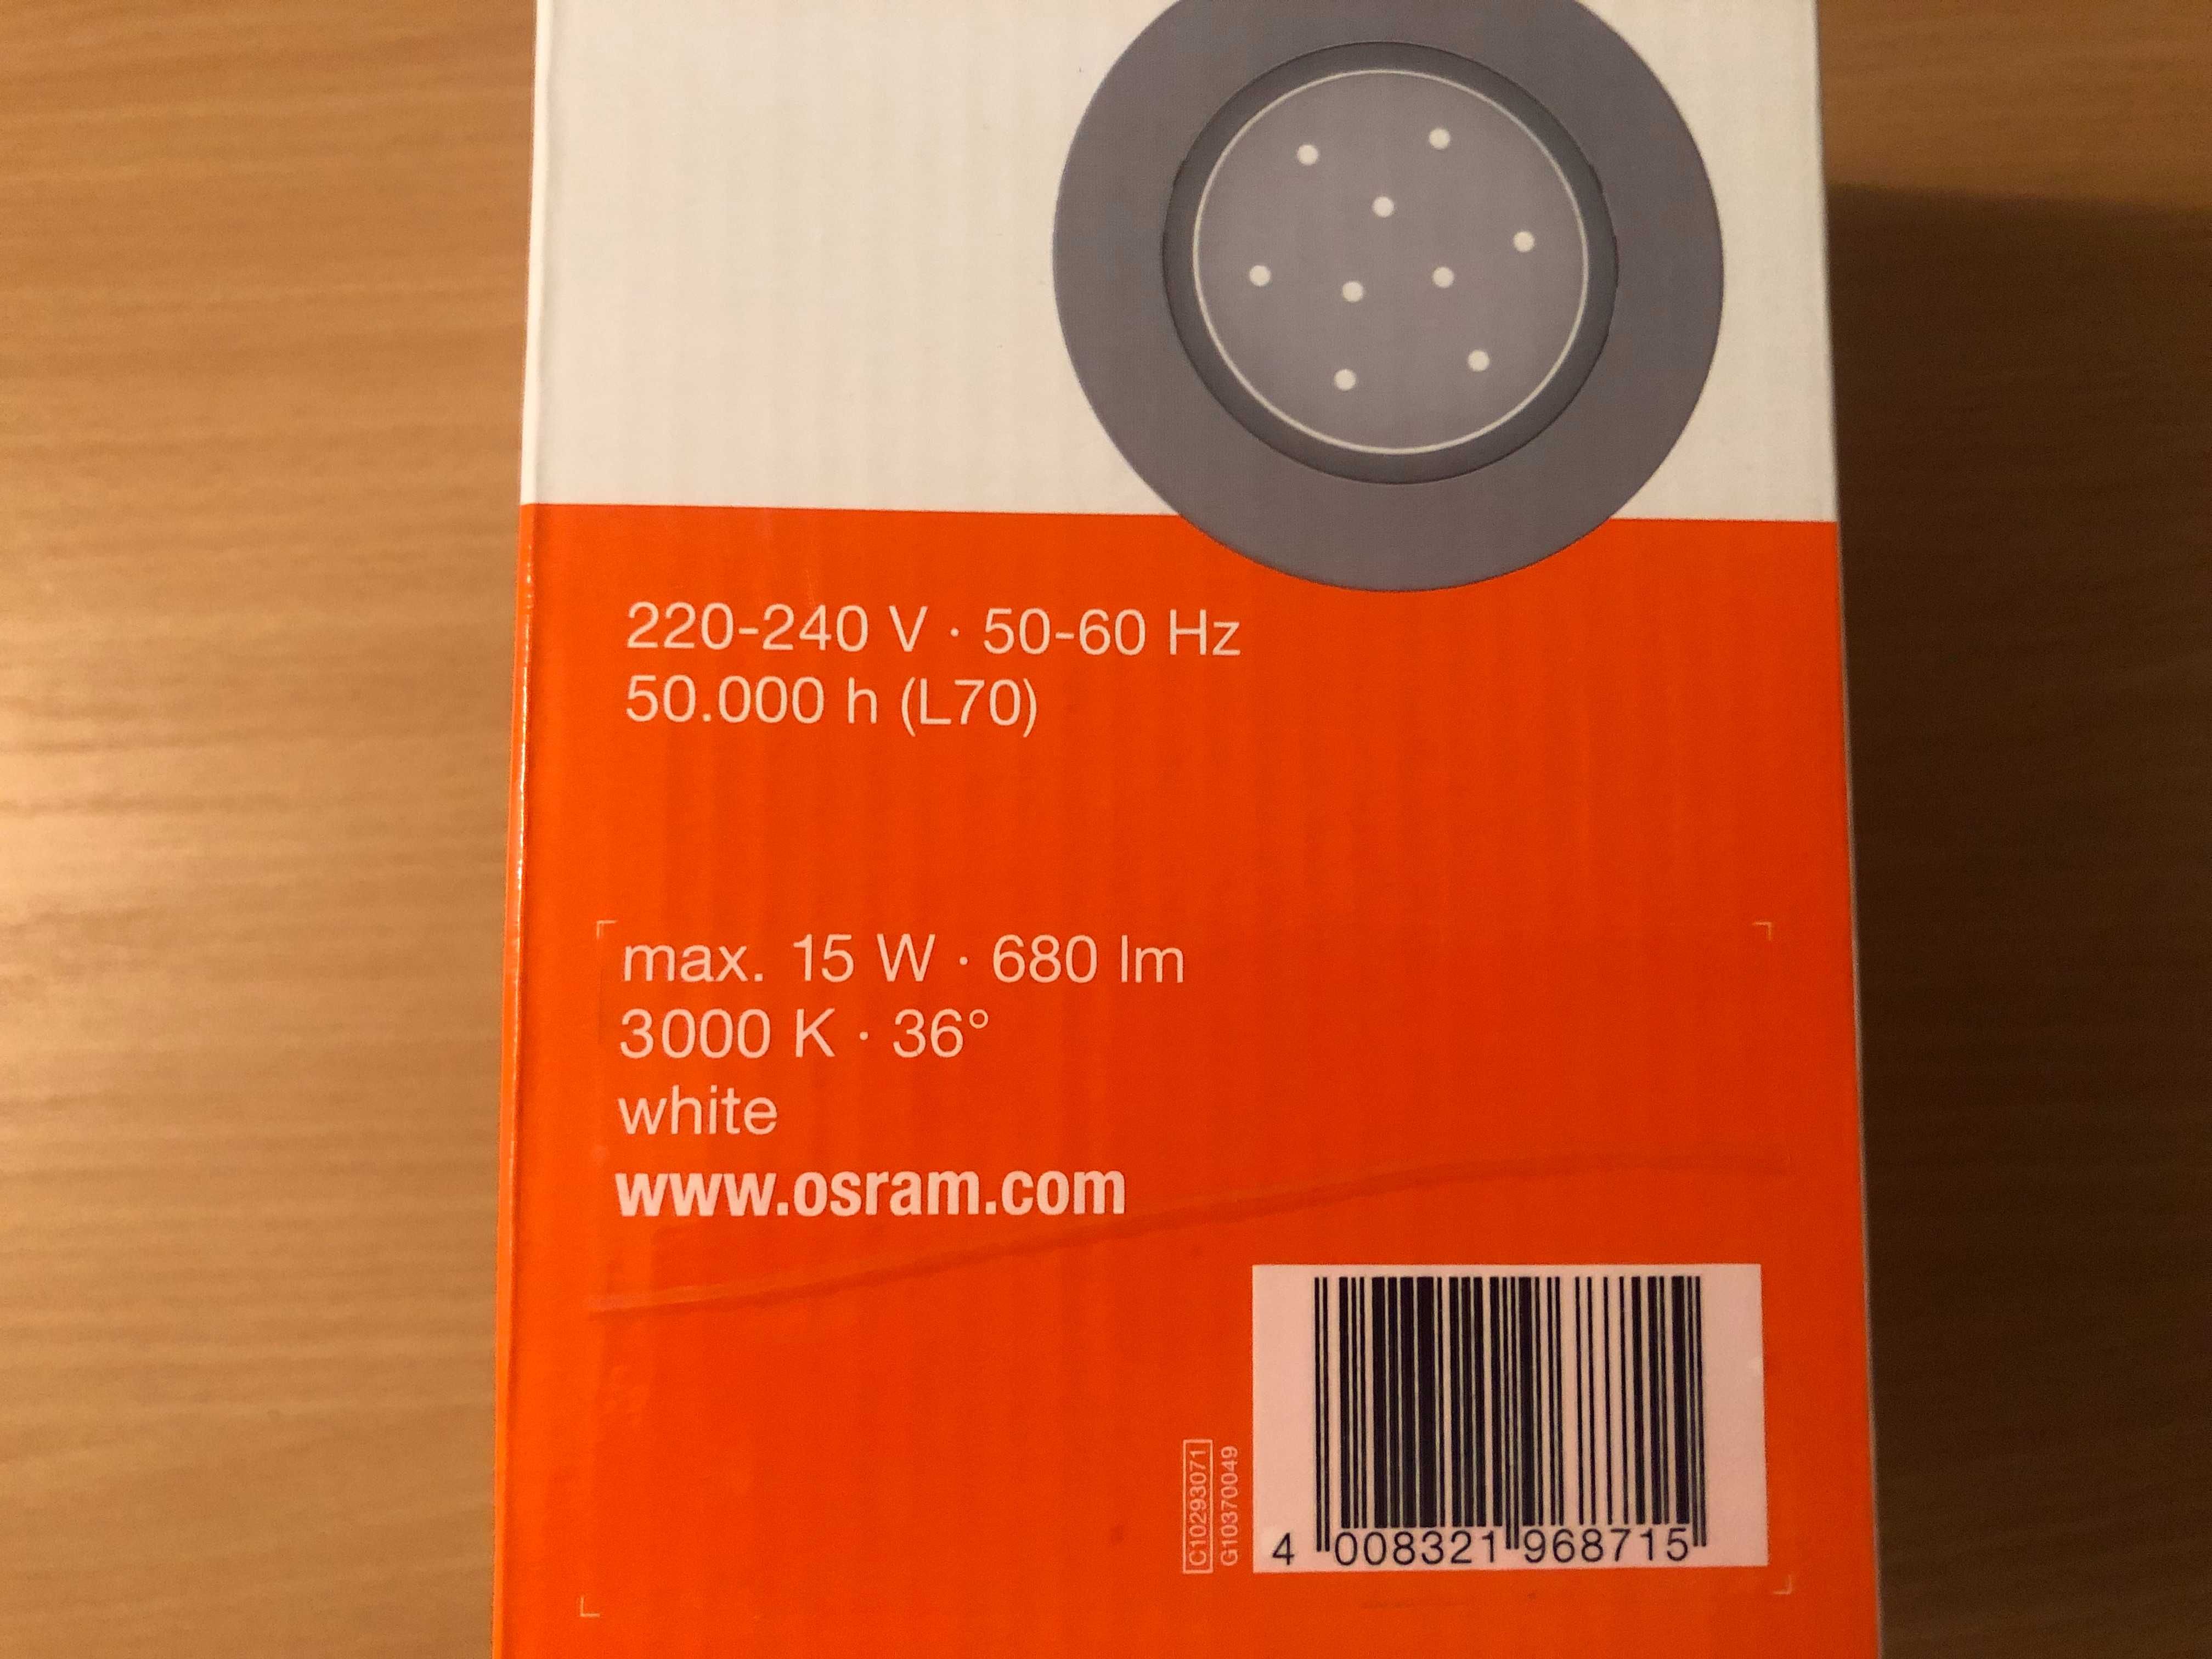 220-240 V · 50-60 Hz
50.000 h (L70)
max. 15 W · 680 lm
3000 K · 36°
white
www.osram.com
C10293071
G10370049
4 008321 968715